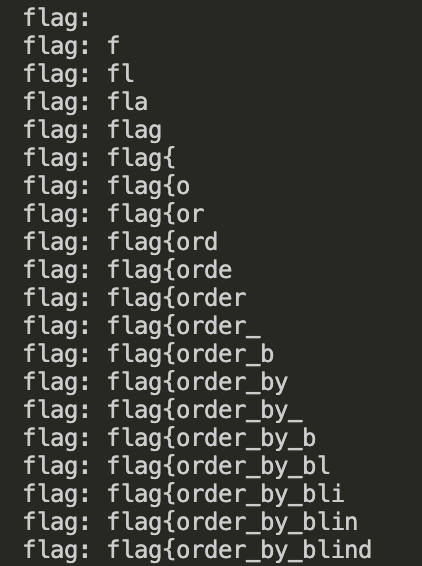 flag:
flag: f
flag: fl
flag: fla
flag: flag
flag: flag{
flag: flag{o
flag: flag{or
flag: flag{ord
flag: flag{orde
flag: flag{order
flag: flag{order_
flag: flag{order_b
flag: flag{order_by
flag: flag{order_by_
flag: flag{order_by_b
flag: flag{order_by_bl
flag: flag{order_by_bli
flag: flag{order_by_blin
flag: flag{order_by_blind